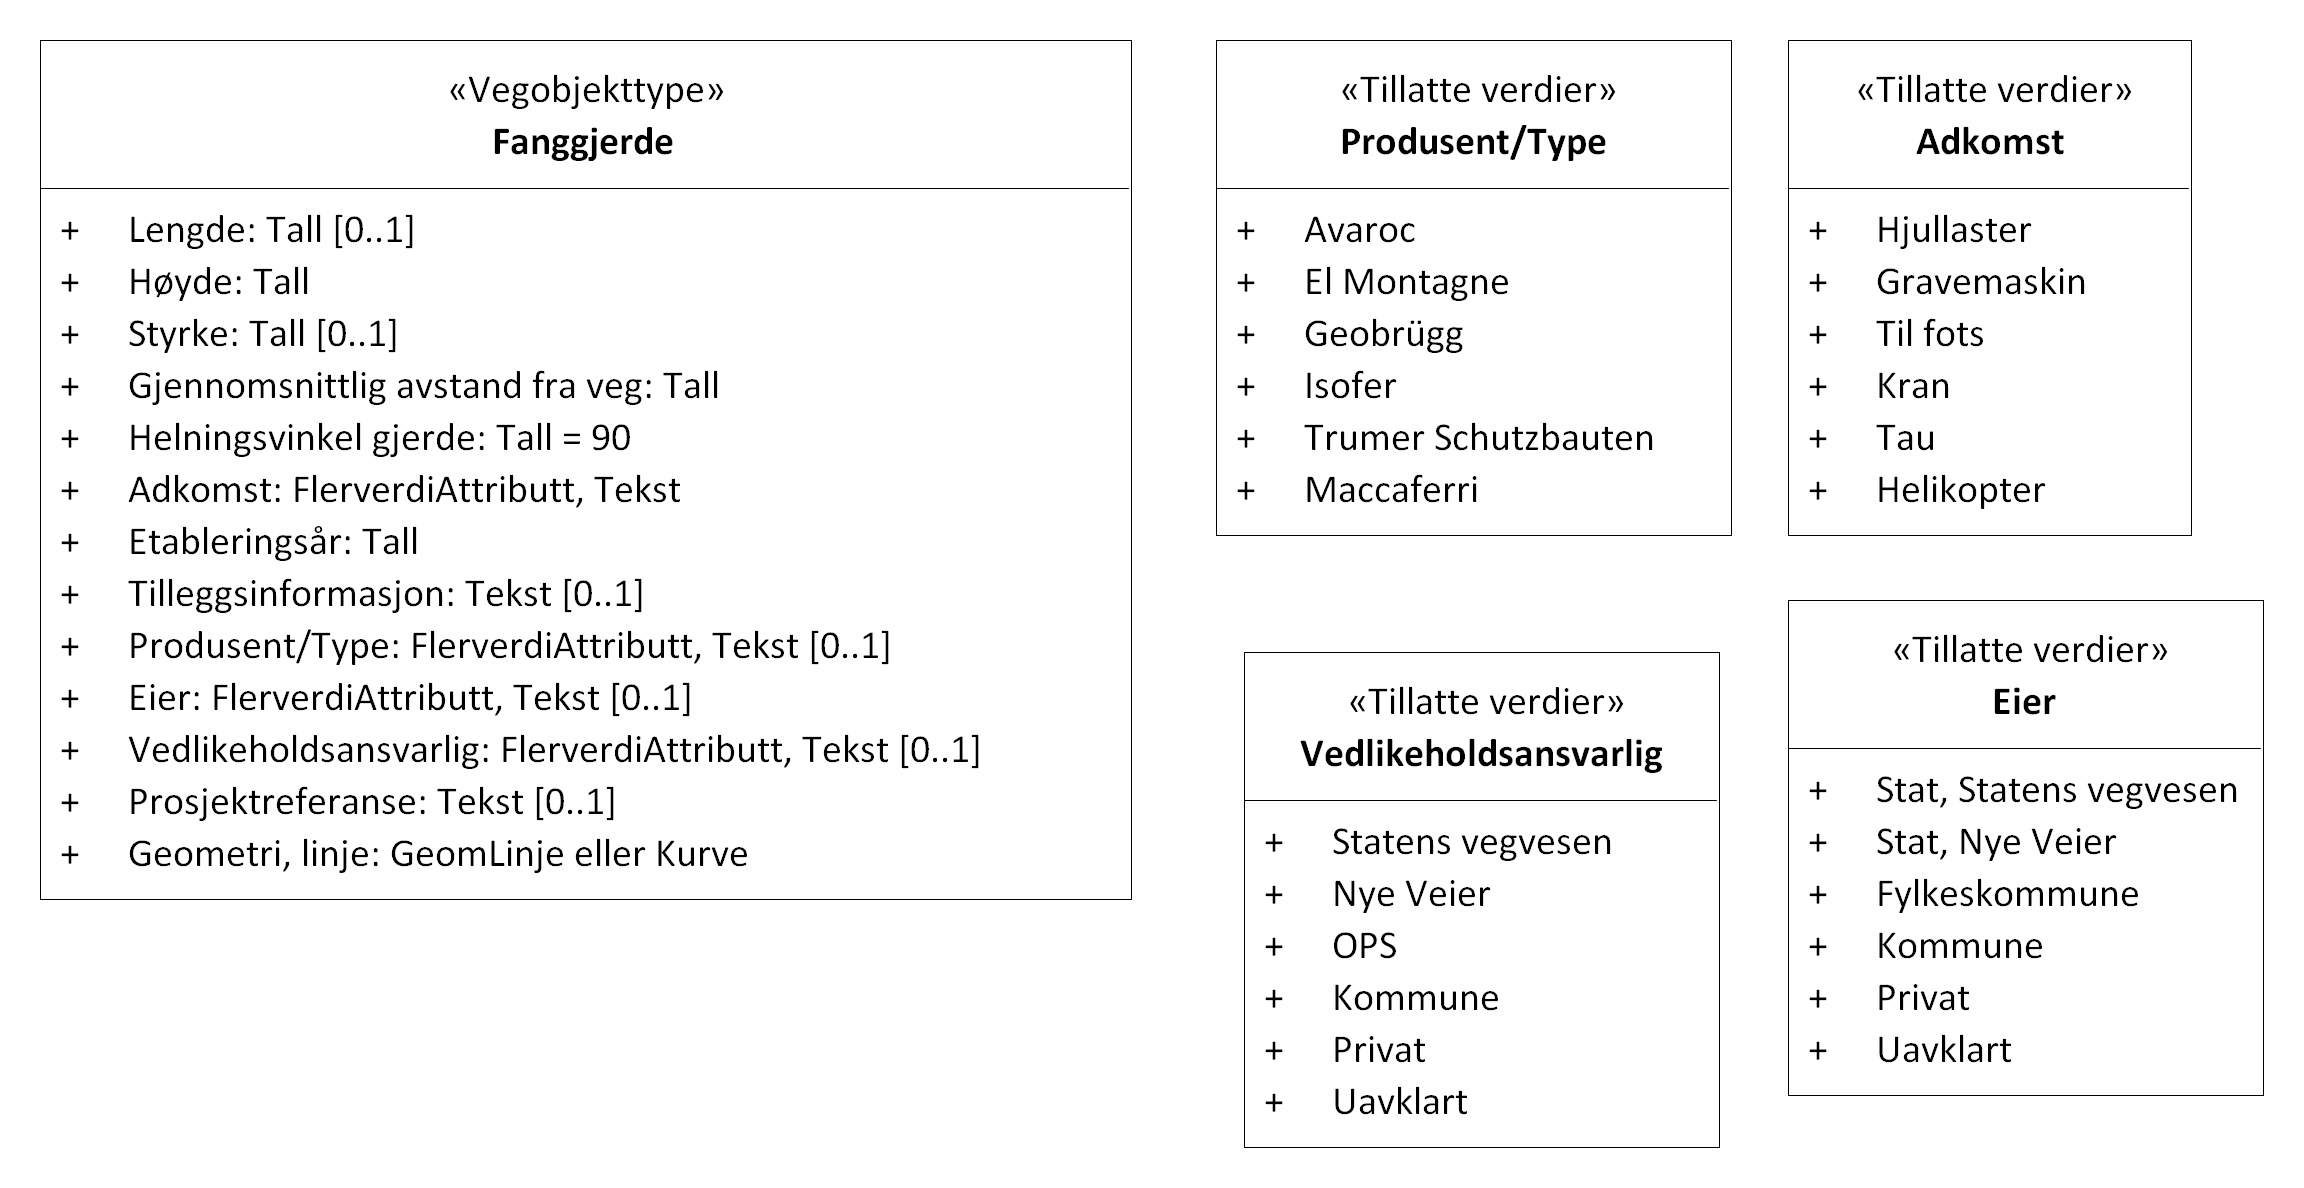 «Vegobjekttype»
Fanggjerde
+ Lengde: Tall [0..1]
+ Høyde: Tall
+ Styrke: Tall [0..1]
+ Gjennomsnittlig avstand fra veg: Tall
+ Helningsvinkel gjerde: Tall = 90
+ Adkomst: FlerverdiAttributt, Tekst
+ Etableringsår: Tall
+ Tilleggsinformasjon: Tekst [0..1]
+ Produsent/Type: FlerverdiAttributt, Tekst [0..1]
+ Eier: FlerverdiAttributt, Tekst [0..1]
+ Vedlikeholdsansvarlig: FlerverdiAttributt, Tekst [0..1]
+ Prosjektreferanse: Tekst [0..1]
+ Geometri, linje: GeomLinje eller Kurve
«Tillatte verdier»
Produsent/Type
+ Avaroc
+ El Montagne
+ Geobrügg
+ Isofer
+ Trumer Schutzbauten
+ Maccaferri
«Tillatte verdier»
Adkomst
+ Hjullaster
+ Gravemaskin
+ Til fots
+ Kran
+ Tau
+ Helikopter
«Tillatte verdier»
Vedlikeholdsansvarlig
+ Statens vegvesen
+ Nye Veier
+ OPS
+ Kommune
+ Privat
+ Uavklart
«Tillatte verdier»
Eier
+ Stat, Statens vegvesen
+ Stat, Nye Veier
+ Fylkeskommune
+ Kommune
+ Privat
+ Uavklart